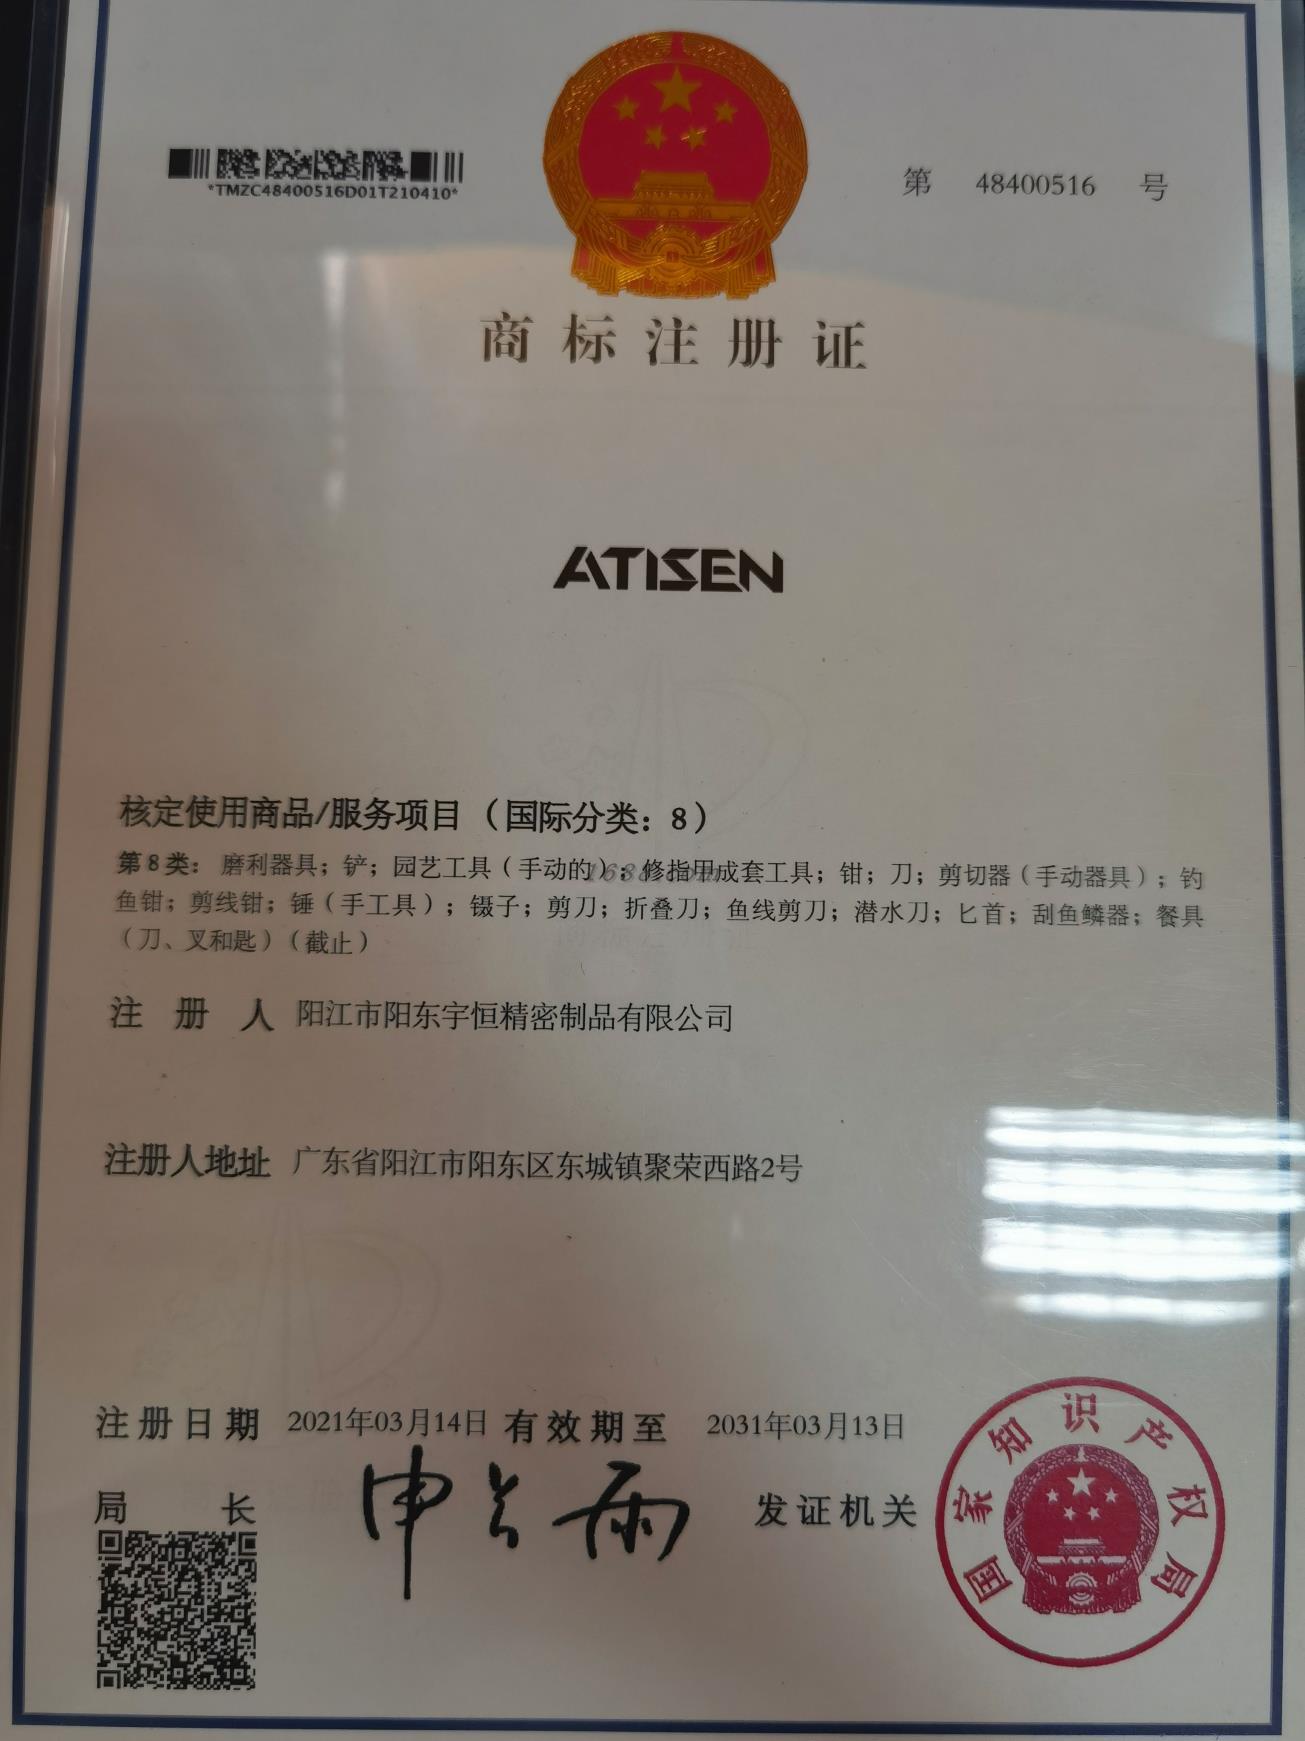 *TMZC48400516D01T210410*
第 48400516 号
商标注册证
ATISEN
核定使用商品/服务项目（国际分类：8）
第8类：磨利器具；铲；园艺工具（手动的）；修指甲成套工具；钳；刀；剪切器（手动器具）；钓
鱼钳；剪线钳；锤（手工具）；镊子；剪刀；折叠刀；鱼线剪刀；潜水刀；匕首；刮鱼鳞器；餐具
（刀、叉和匙）（截止）
1688.com
注册人 阳江市阳东宇恒精密制品有限公司
注册人地址 广东省阳江市阳东区东城镇聚荣西路2号
注册日期 2021年03月14日 有效期至 2031年03月13日
局长 申长雨 发证机关
国家知识产权局